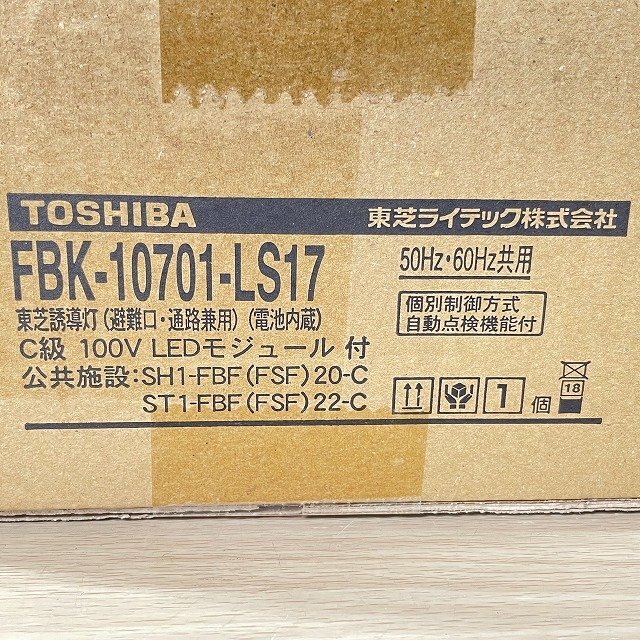 TOSHIBA 東芝ライテック株式会社
FBK-10701-LS17
50Hz・60Hz共用
東芝誘導灯(避難口・通路兼用)(電池内蔵)
個別制御方式
自動点検機能付
C級 100V LEDモジュール 付
公共施設:SH1-FBF(FSF)20-C
ST1-FBF(FSF)22-C
1個
18